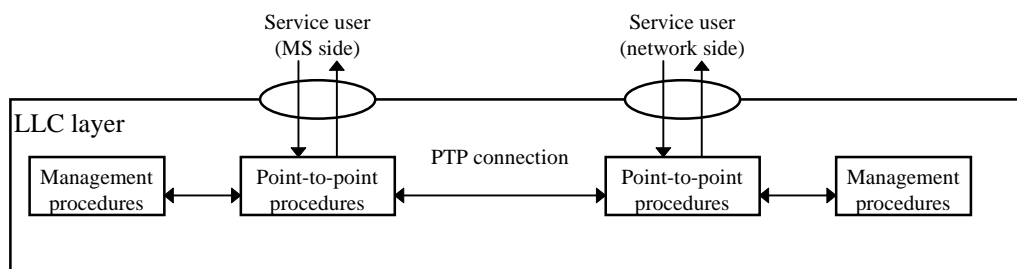 Service user
(MS side)
Service user
(network side)
LLC layer
PTP connection
Management
procedures
Point-to-point
procedures
Point-to-point
procedures
Management
procedures